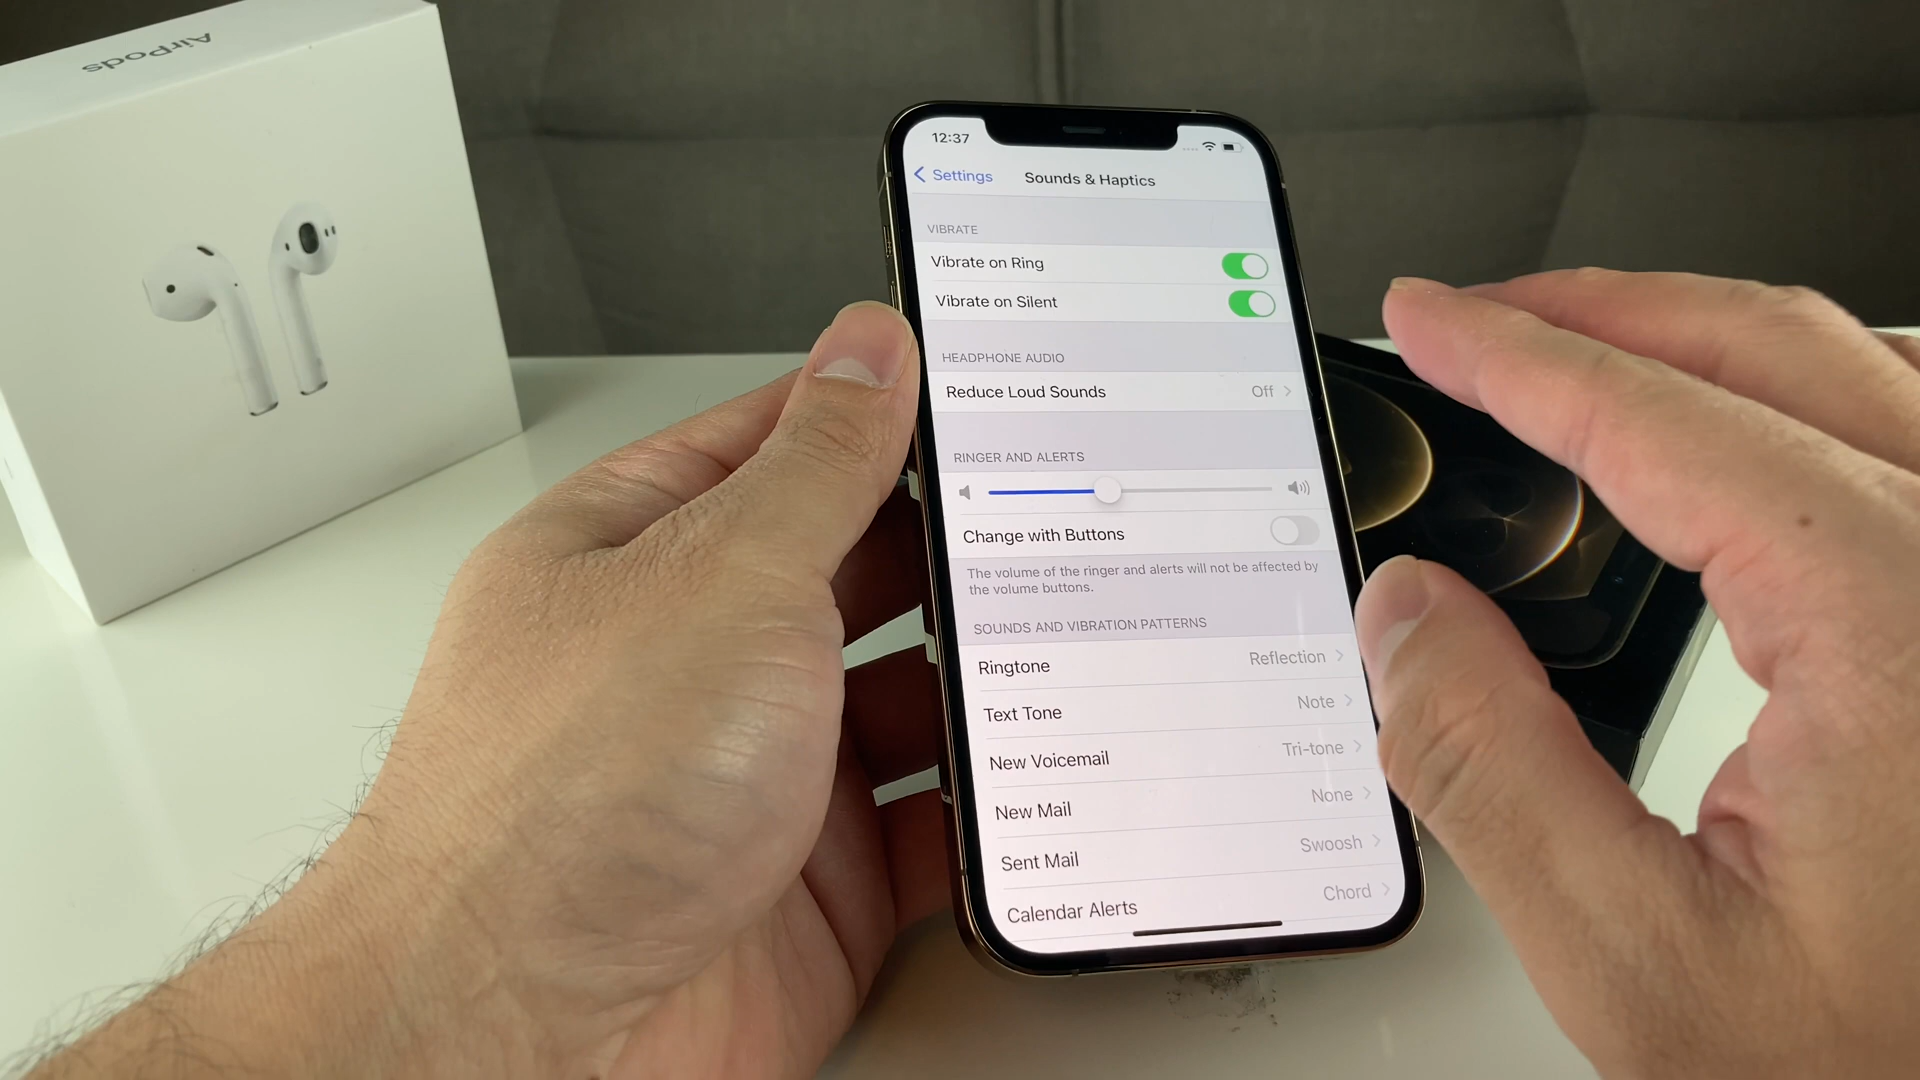 AirPods
12:37
Settings
Sounds & Haptics
VIBRATE
Vibrate on Ring
Vibrate on Silent
HEADPHONE AUDIO
Reduce Loud Sounds Off
RINGER AND ALERTS
Change with Buttons
The volume of the ringer and alerts will not be affected by
the volume buttons.
SOUNDS AND VIBRATION PATTERNS
Ringtone Reflection
Text Tone Note
New Voicemail Tri-tone
New Mail None
Sent Mail Swoosh
Calendar Alerts Chord